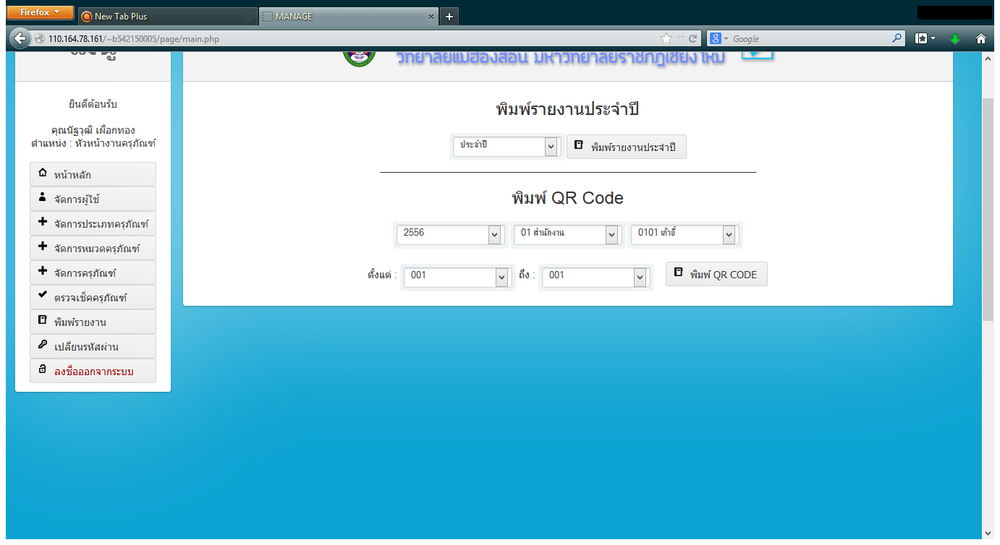 Firefox
New Tab Plus
MANAGE
110.164.78.161/~b542150005/page/main.php
Google
วิทยาลัยแม่ฮ่องสอน มหาวิทยาลัยราชภัฏเชียงใหม่
ยินดีต้อนรับ
คุณนัฐวุฒิ เผือกทอง
ตำแหน่ง : หัวหน้างานครุภัณฑ์
หน้าหลัก
จัดการผู้ใช้
จัดการประเภทครุภัณฑ์
จัดการหมวดครุภัณฑ์
จัดการครุภัณฑ์
ตรวจเช็คครุภัณฑ์
พิมพ์รายงาน
เปลี่ยนรหัสผ่าน
ลงชื่อออกจากระบบ
พิมพ์รายงานประจำปี
ประจำปี พิมพ์รายงานประจำปี
พิมพ์ QR Code
2556 01 สำนักงาน 0101 เก้าอี้
ตั้งแต่ : 001 ถึง : 001 พิมพ์ QR CODE